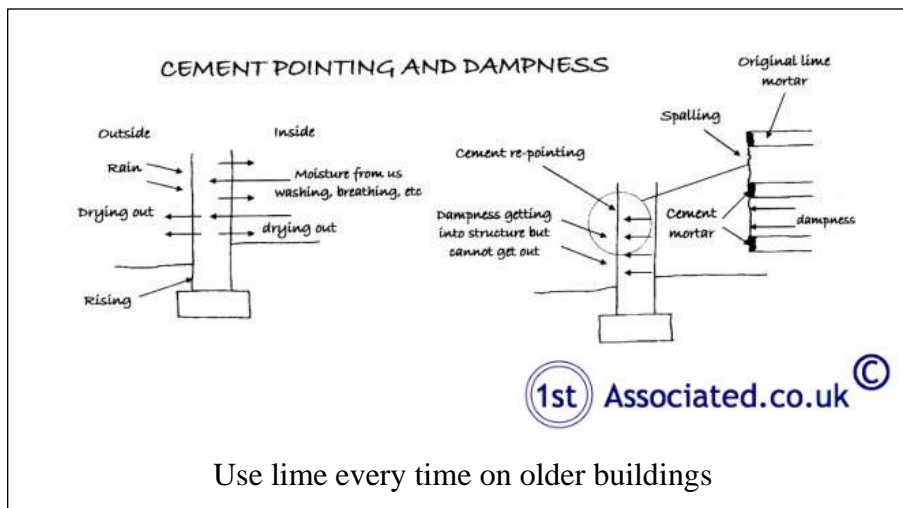 CEMENT POINTING AND DAMPNESS
Outside
Inside
Rain
Moisture from us
washing, breathing, etc
Drying out
drying out
Rising
Original lime
mortar
Spalling
Cement re-pointing
Dampness getting
into structure but
cannot get out
Cement
mortar
dampness
1st Associated.co.uk ©
Use lime every time on older buildings